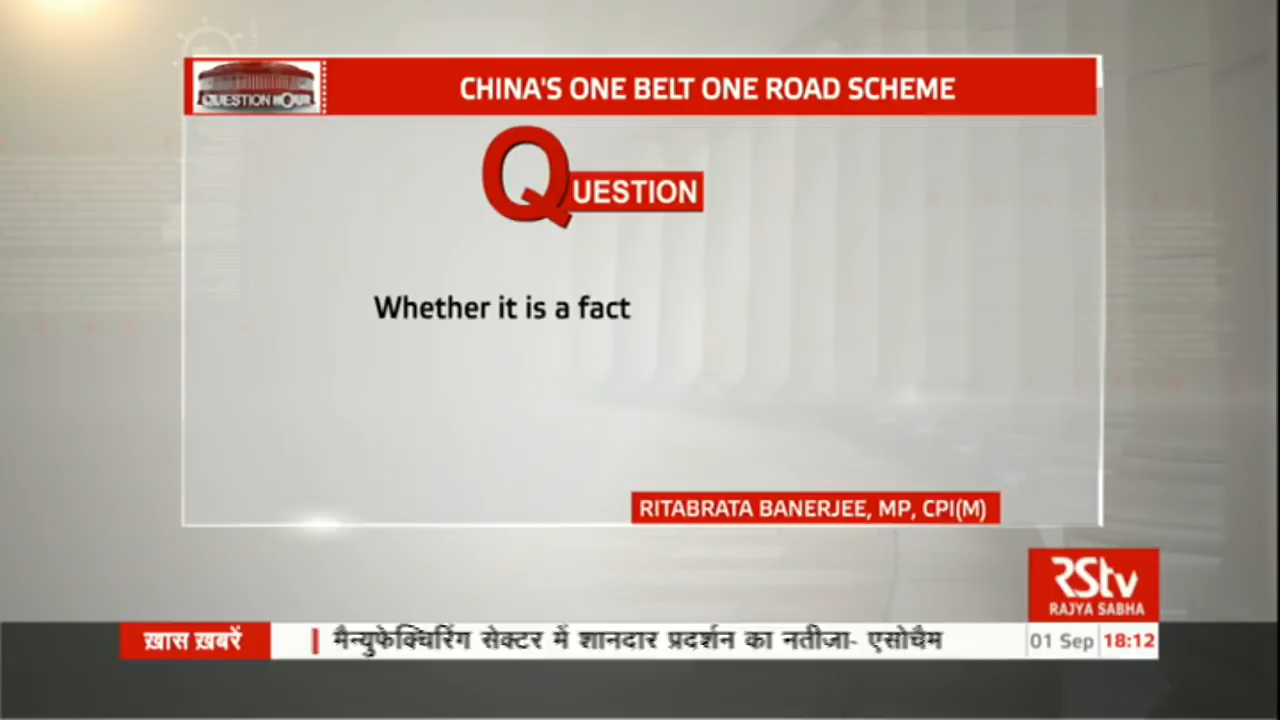 QUESTION HOUR
CHINA'S ONE BELT ONE ROAD SCHEME
QUESTION
Whether it is a fact
RITABRATA BANERJEE, MP, CPI(M)
RStv
RAJYA SABHA
ख़ास ख़बरें
मैन्युफेक्चिरिंग सेक्टर में शानदार प्रदर्शन का नतीजा- एसोचैम
01 Sep 18:12